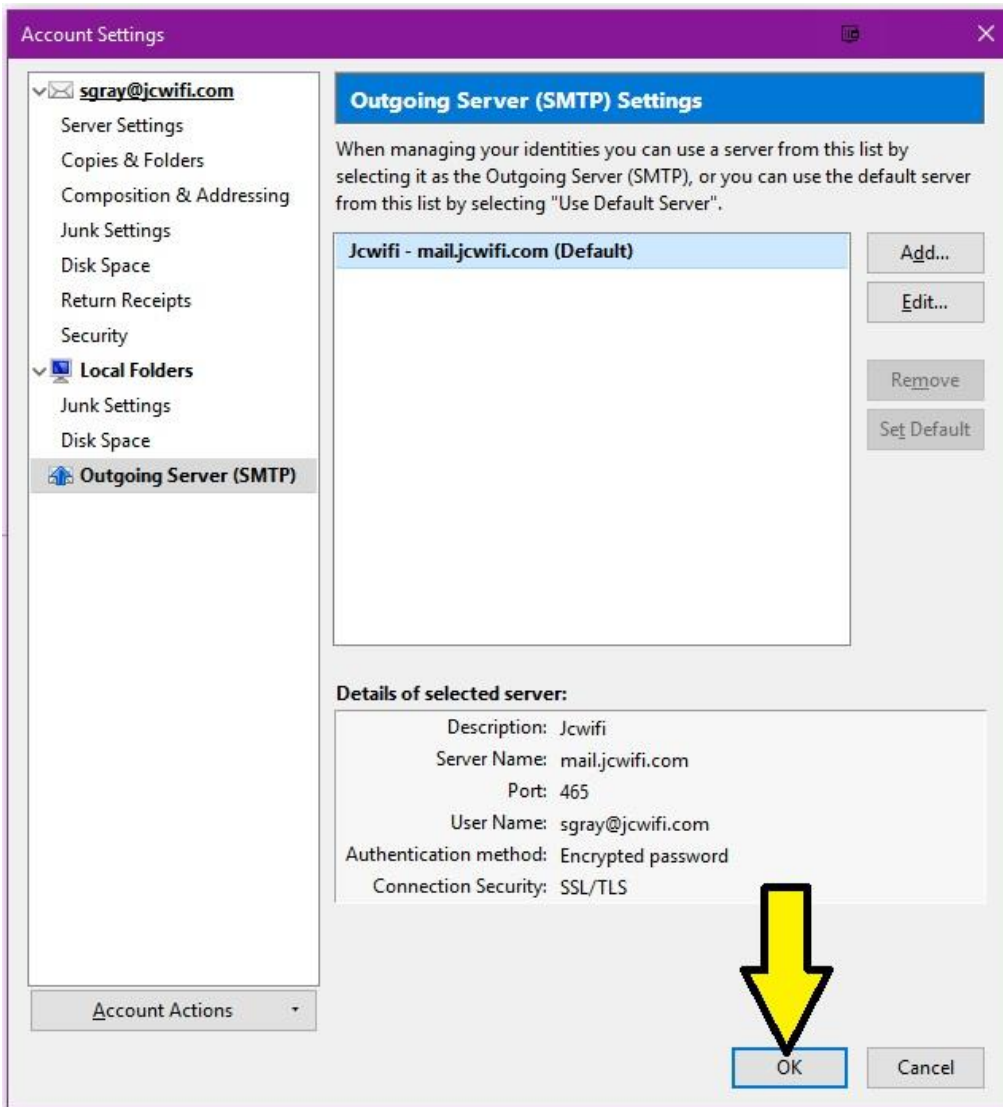 Account Settings
sgray@jcwifi.com
Server Settings
Copies & Folders
Composition & Addressing
Junk Settings
Disk Space
Return Receipts
Security
Local Folders
Junk Settings
Disk Space
Outgoing Server (SMTP)
Account Actions
Outgoing Server (SMTP) Settings
When managing your identities you can use a server from this list by
selecting it as the Outgoing Server (SMTP), or you can use the default server
from this list by selecting "Use Default Server".
Jcwifi - mail.jcwifi.com (Default)
Add...
Edit...
Remove
Set Default
Details of selected server:
Description: Jcwifi
Server Name: mail.jcwifi.com
Port: 465
User Name: sgray@jcwifi.com
Authentication method: Encrypted password
Connection Security: SSL/TLS
OK
Cancel